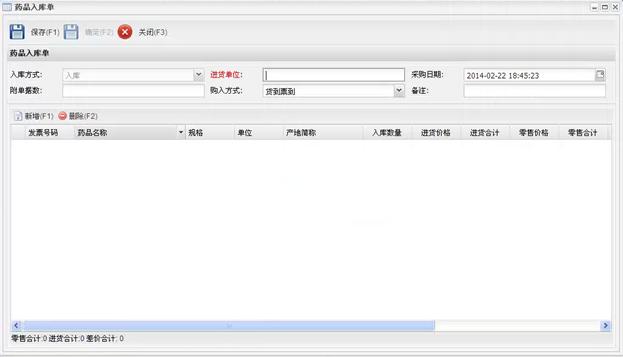 药品入库单
保存(F1) 确定(F2) 关闭(F3)
药品入库单
入库方式: 入库 进货单位: 采购日期: 2014-02-22 18:45:23
附单据数: 购入方式: 货到票到 备注:
新增(F1) 删除(F2)
发票号码 药品名称 规格 单位 产地简称 入库数量 进货价格 进货合计 零售价格 零售合计
零售合计:0 进货合计:0 差价合计: 0